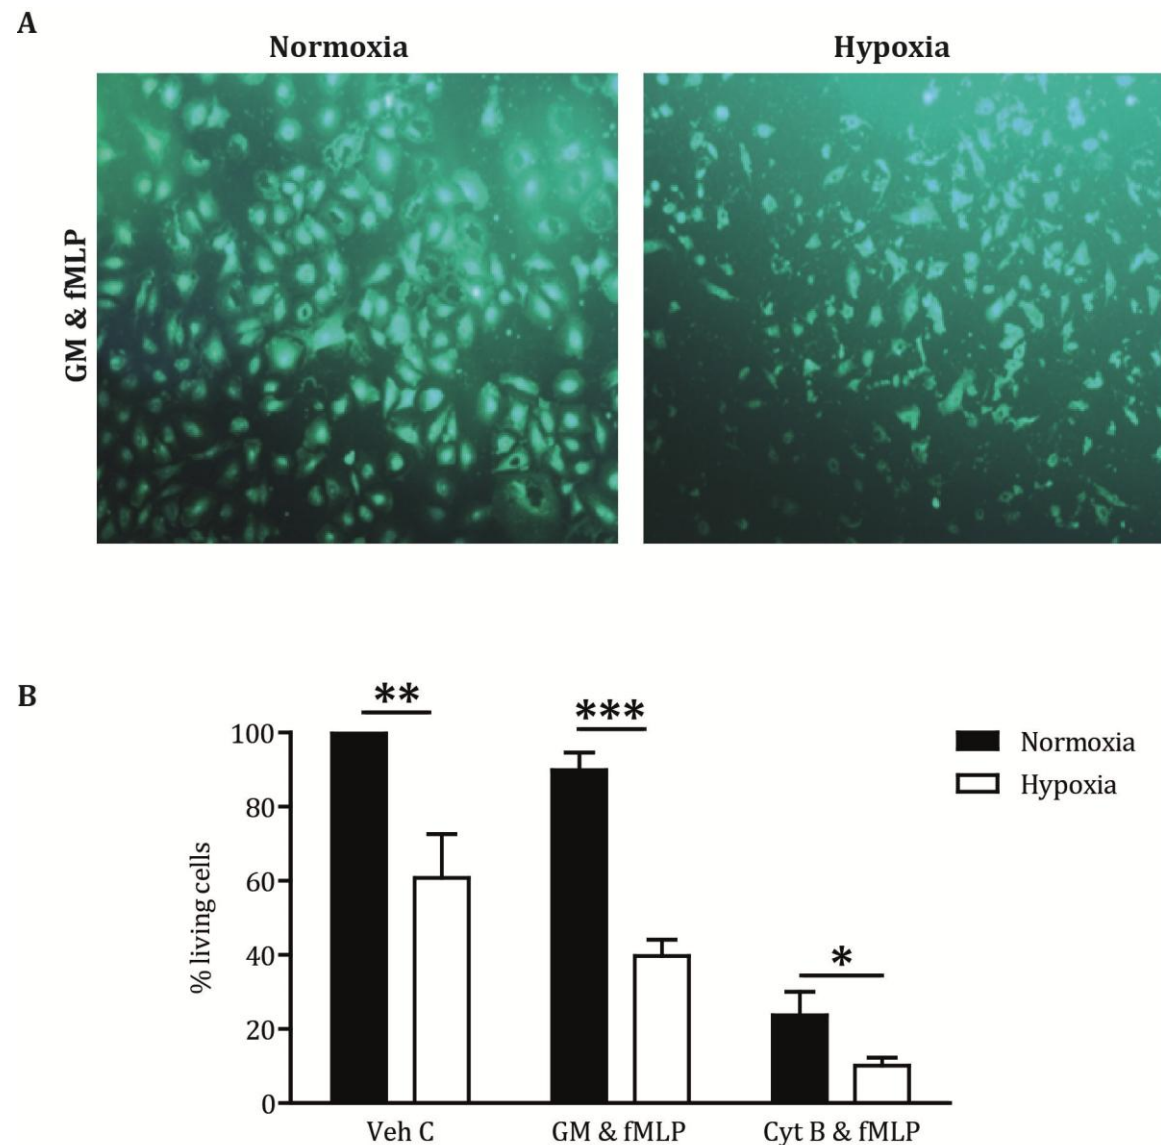 A
Normoxia
Hypoxia
GM & fMLP
B
**
***
*
Normoxia
Hypoxia
% living cells
100
80
60
40
20
0
Veh C
GM & fMLP
Cyt B & fMLP